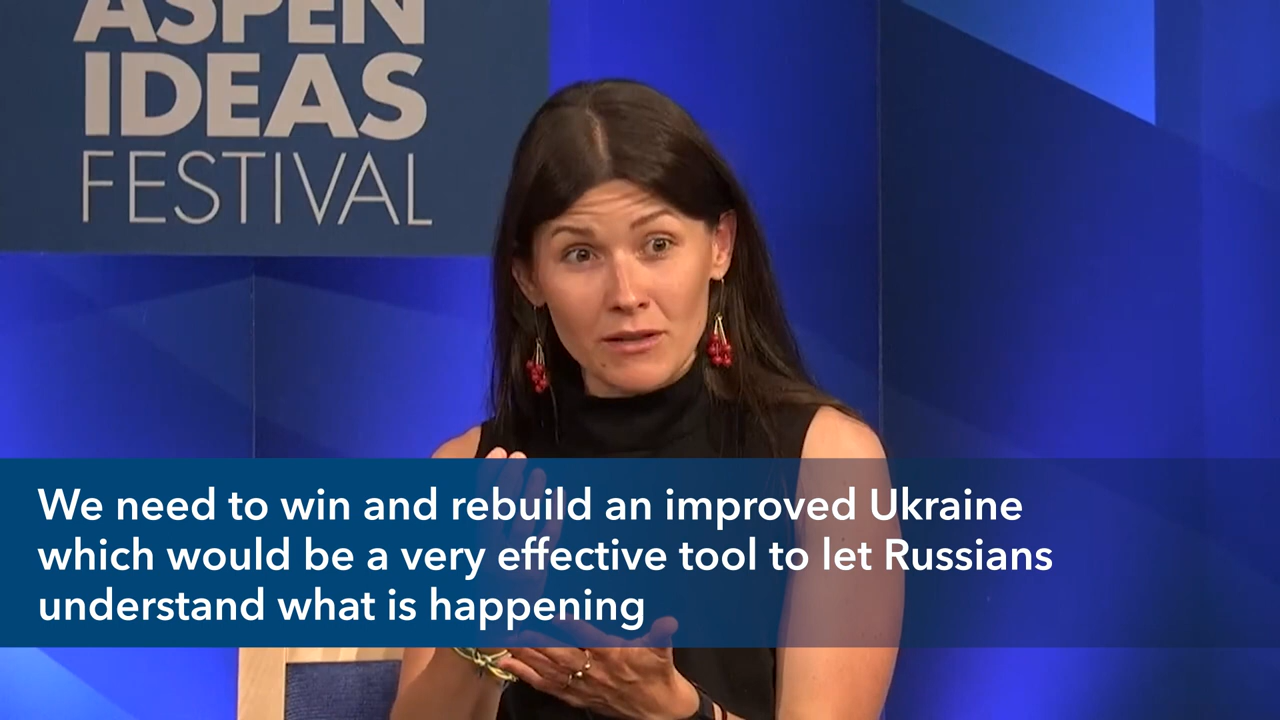 ASPEN
IDEAS
FESTIVAL
We need to win and rebuild an improved Ukraine
which would be a very effective tool to let Russians
understand what is happening